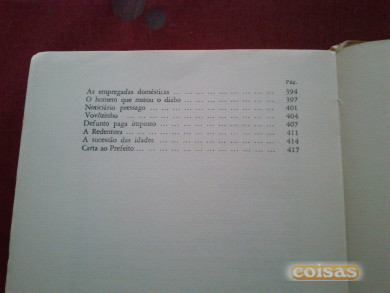 Pág.
As empregadas domésticas ... ... ... ... ... ... ... ... 394
O homem que matou o diabo ... ... ... ... ... ... ... 397
Noticiário pressago ... ... ... ... ... ... ... ... ... 401
Vovòzinha ... ... ... ... ... ... ... ... ... ... ... 404
Defunto paga imposto ... ... ... ... ... ... ... ... ... 407
A Redentora ... ... ... ... ... ... ... ... ... ... ... 411
A sucessão das idades ... ... ... ... ... ... ... ... ... 414
Carta ao Prefeito ... ... ... ... ... ... ... ... ... ... 417
coisas